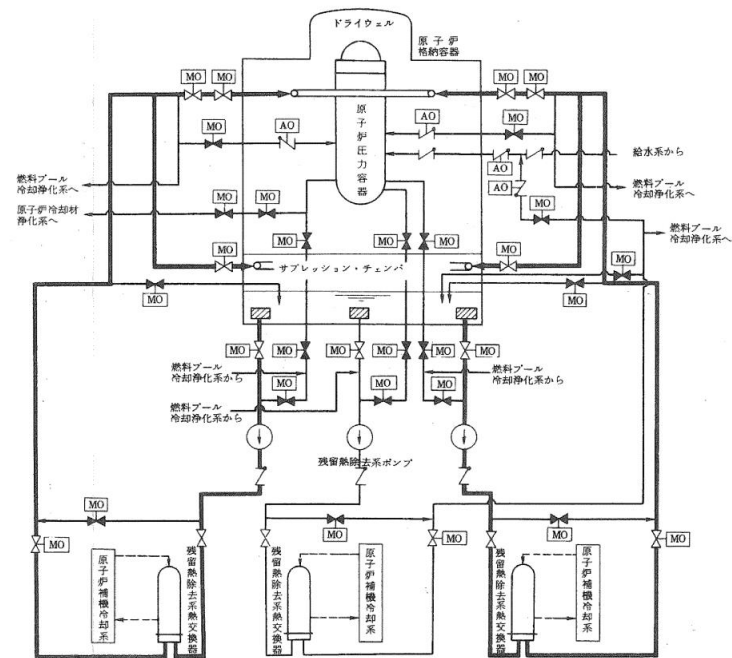 ドライウェル
原子炉
格納容器
MO
MO
MO
MO
原子炉圧力容器
MO
AO
AO
MO
AO
給水系から
AO
MO
燃料プール
冷却浄化系へ
燃料プール
冷却浄化系へ
原子炉冷却材
浄化系へ
MO
MO
燃料プール
冷却浄化系へ
MO
MO
MO
MO
MO
サプレッション・チェンバ
MO
MO
MO
MO
MO
MO
MO
MO
MO
燃料プール
冷却浄化系から
燃料プール
冷却浄化系から
MO
MO
MO
燃料プール
冷却浄化系から
残留熱除去系ポンプ
MO
MO
MO
MO
MO
MO
原子炉補機冷却系
残留熱除去系熱交換器
残留熱除去系熱交換器
原子炉補機冷却系
残留熱除去系熱交換器
原子炉補機冷却系